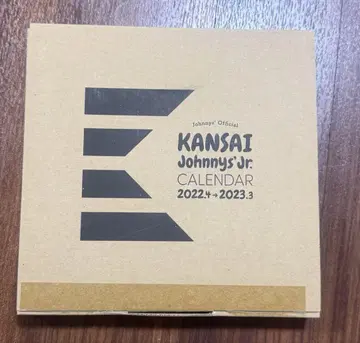 Johnnys' Official
KANSAI
Johnnys'Jr.
CALENDAR
2022.4→2023.3